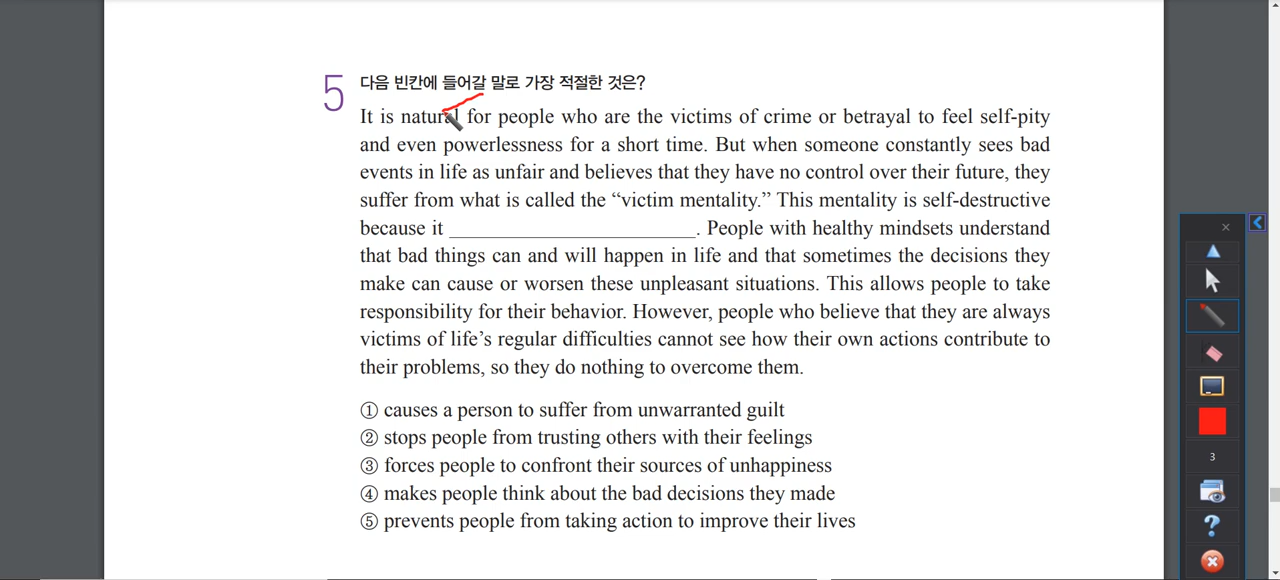 5
다음 빈칸에 들어갈 말로 가장 적절한 것은?
It is natural for people who are the victims of crime or betrayal to feel self-pity
and even powerlessness for a short time. But when someone constantly sees bad
events in life as unfair and believes that they have no control over their future, they
suffer from what is called the “victim mentality.” This mentality is self-destructive
because it ________________________. People with healthy mindsets understand
that bad things can and will happen in life and that sometimes the decisions they
make can cause or worsen these unpleasant situations. This allows people to take
responsibility for their behavior. However, people who believe that they are always
victims of life’s regular difficulties cannot see how their own actions contribute to
their problems, so they do nothing to overcome them.
① causes a person to suffer from unwarranted guilt
② stops people from trusting others with their feelings
③ forces people to confront their sources of unhappiness
④ makes people think about the bad decisions they made
⑤ prevents people from taking action to improve their lives
3
?